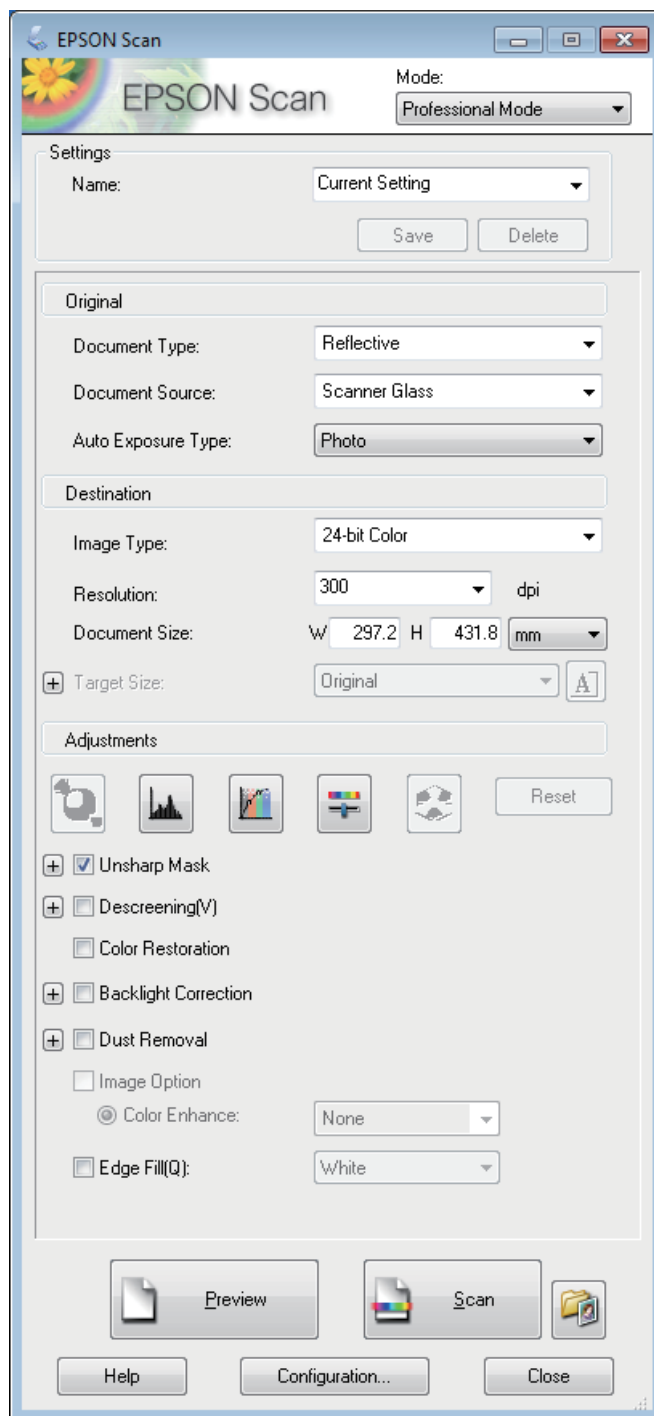 EPSON Scan
EPSON Scan
Mode:
Professional Mode
Settings
Name: Current Setting
Save Delete
Original
Document Type: Reflective
Document Source: Scanner Glass
Auto Exposure Type: Photo
Destination
Image Type: 24-bit Color
Resolution: 300 dpi
Document Size: W 297.2 H 431.8 mm
Target Size: Original A
Adjustments
Reset
Unsharp Mask
Descreening(V)
Color Restoration
Backlight Correction
Dust Removal
Image Option
Color Enhance: None
Edge Fill(Q): White
Preview Scan
Help Configuration... Close